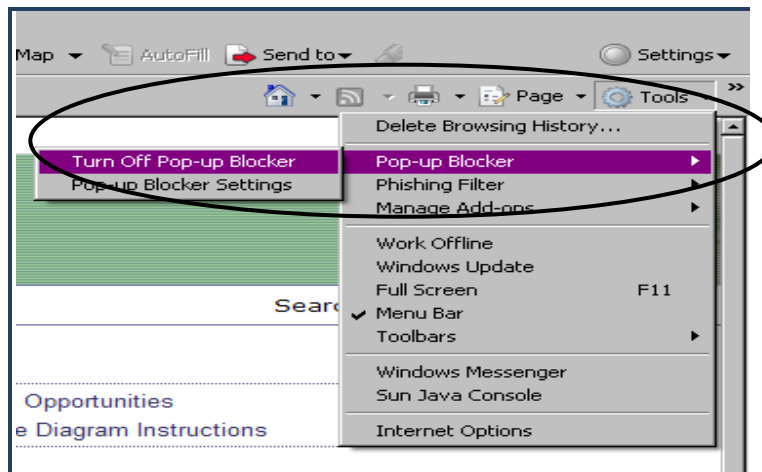 Map AutoFill Send to Settings
Page Tools »
Delete Browsing History...
Turn Off Pop-up Blocker Pop-up Blocker
Pop-up Blocker Settings Phishing Filter
Manage Add-ons
Work Offline
Windows Update
Full Screen F11
Sear Menu Bar
Toolbars
Windows Messenger
Opportunities Sun Java Console
e Diagram Instructions Internet Options